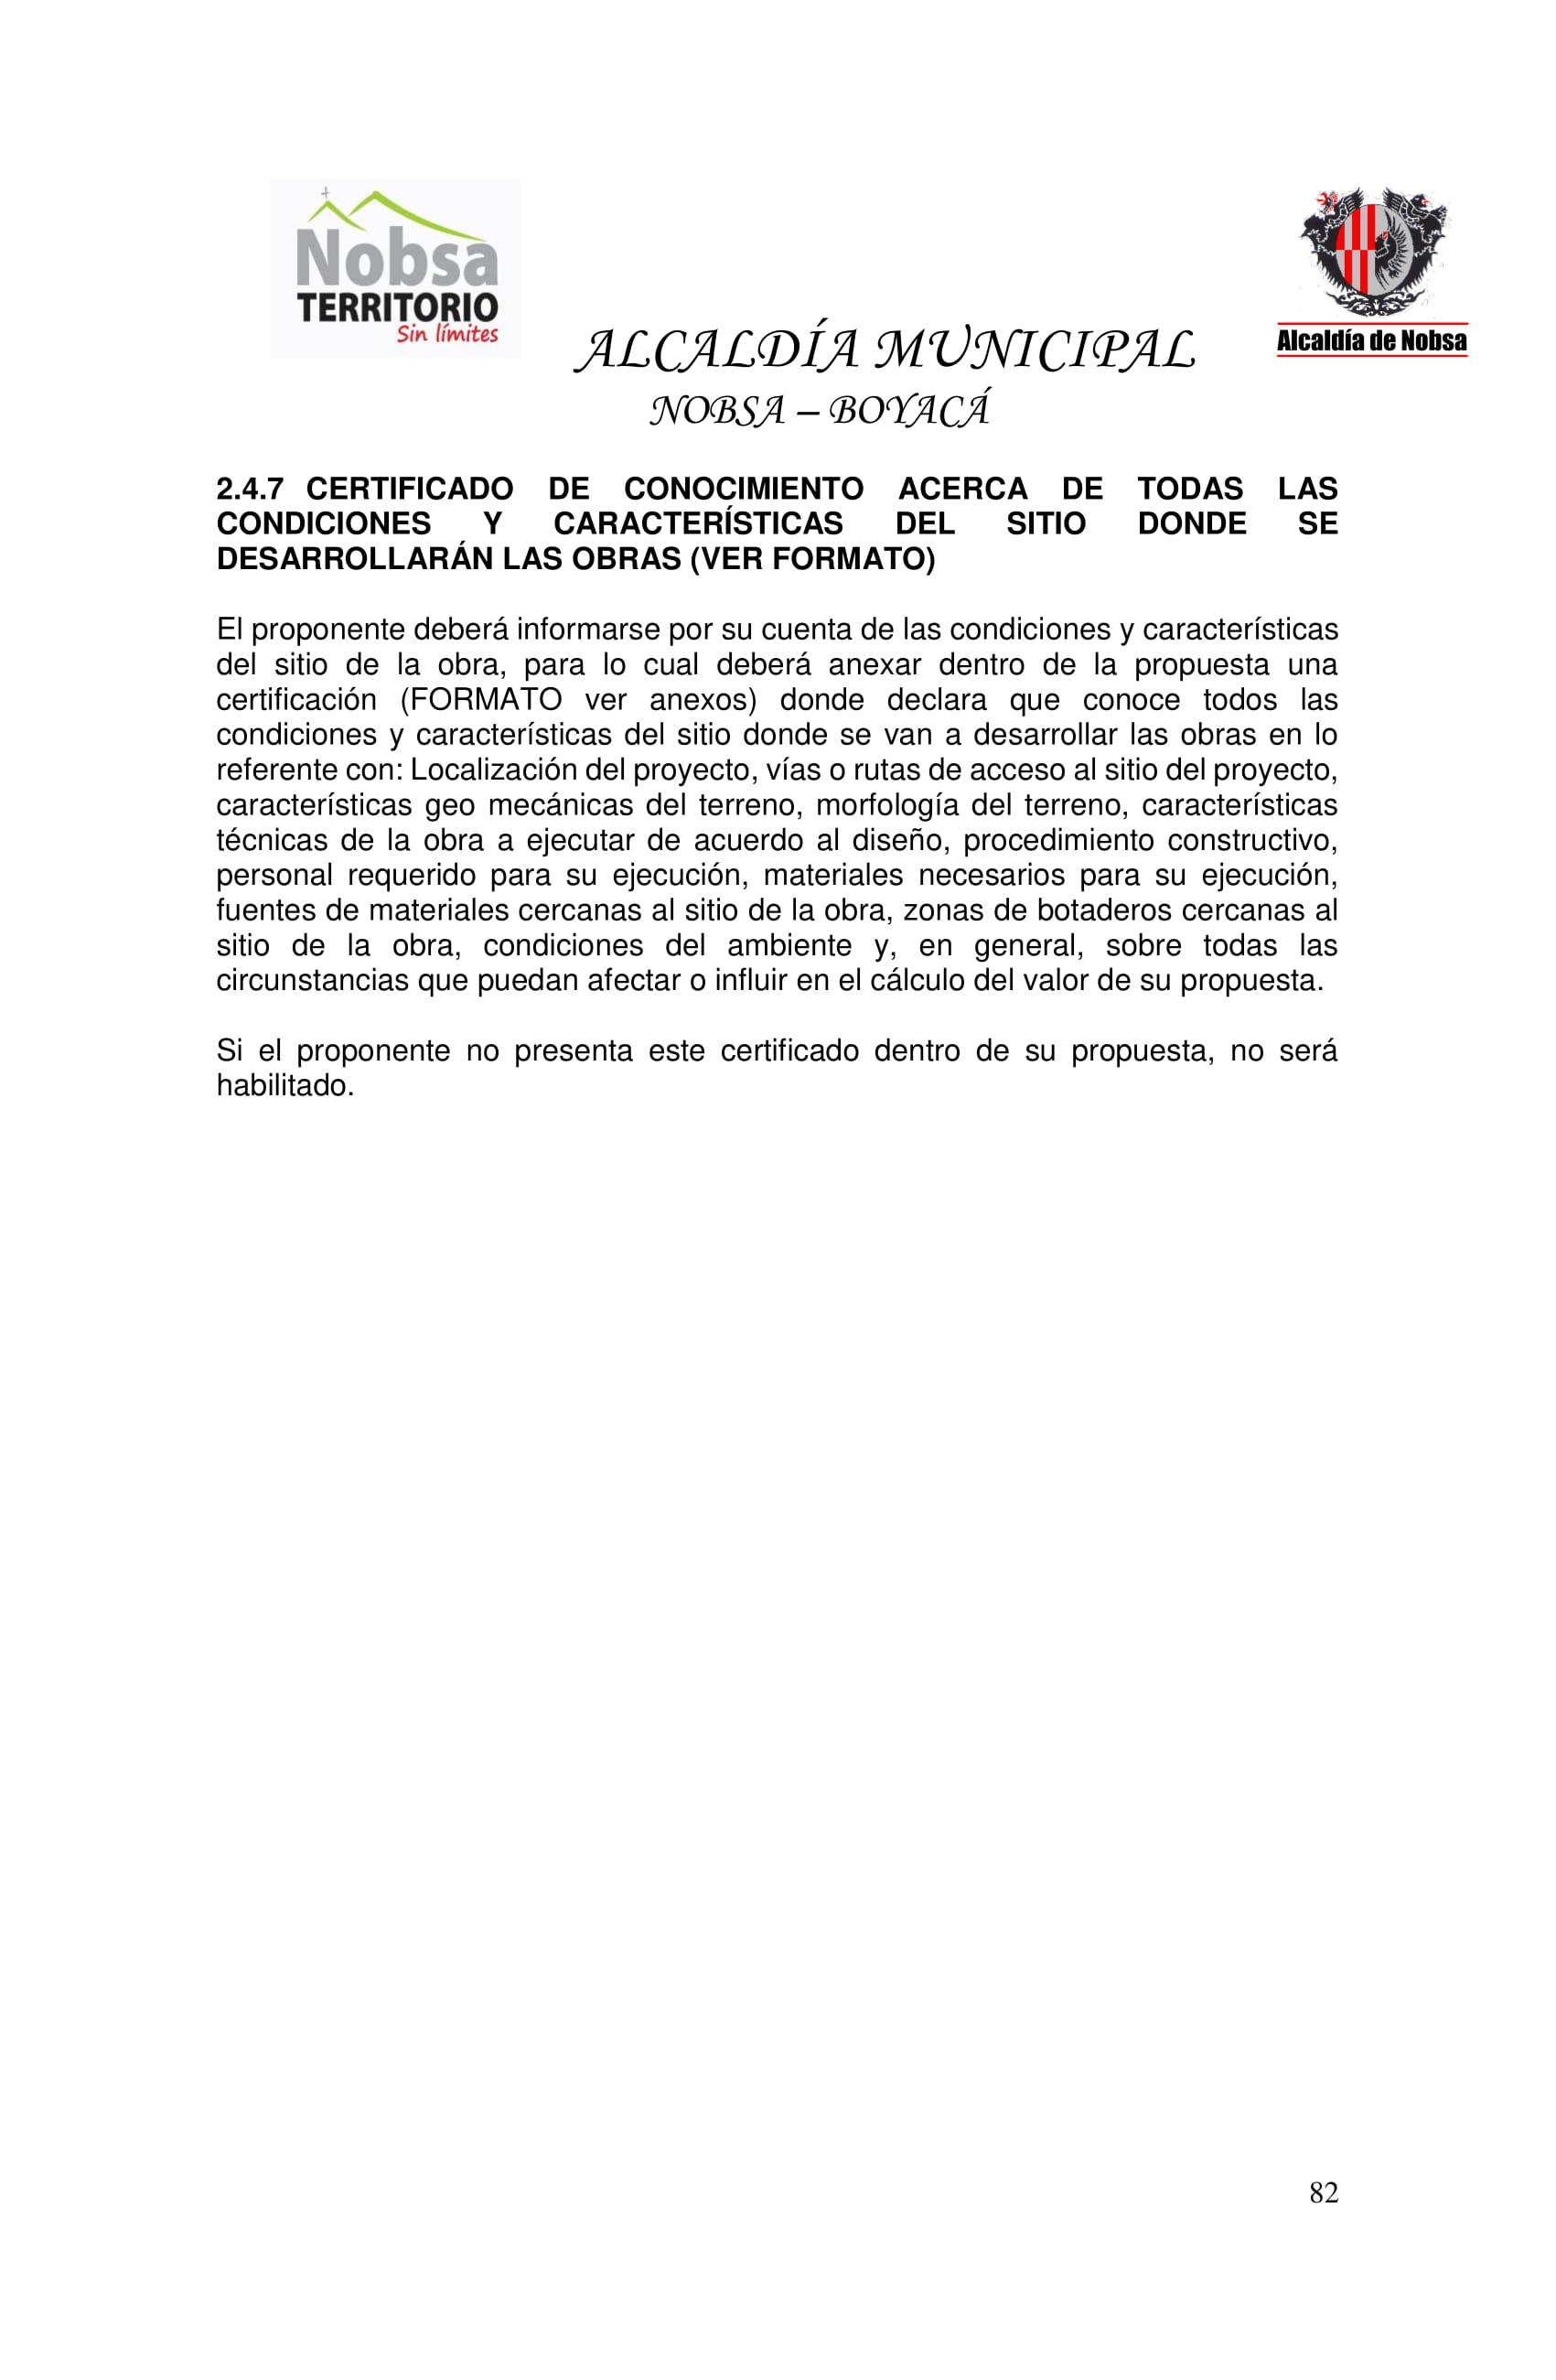 Nobsa
TERRITORIO
Sin límites
Alcaldía de Nobsa
ALCALDÍA MUNICIPAL
NOBSA – BOYACÁ
2.4.7 CERTIFICADO DE CONOCIMIENTO ACERCA DE TODAS LAS
CONDICIONES Y CARACTERÍSTICAS DEL SITIO DONDE SE
DESARROLLARÁN LAS OBRAS (VER FORMATO)
El proponente deberá informarse por su cuenta de las condiciones y características
del sitio de la obra, para lo cual deberá anexar dentro de la propuesta una
certificación (FORMATO ver anexos) donde declara que conoce todos las
condiciones y características del sitio donde se van a desarrollar las obras en lo
referente con: Localización del proyecto, vías o rutas de acceso al sitio del proyecto,
características geo mecánicas del terreno, morfología del terreno, características
técnicas de la obra a ejecutar de acuerdo al diseño, procedimiento constructivo,
personal requerido para su ejecución, materiales necesarios para su ejecución,
fuentes de materiales cercanas al sitio de la obra, zonas de botaderos cercanas al
sitio de la obra, condiciones del ambiente y, en general, sobre todas las
circunstancias que puedan afectar o influir en el cálculo del valor de su propuesta.
Si el proponente no presenta este certificado dentro de su propuesta, no será
habilitado.
82